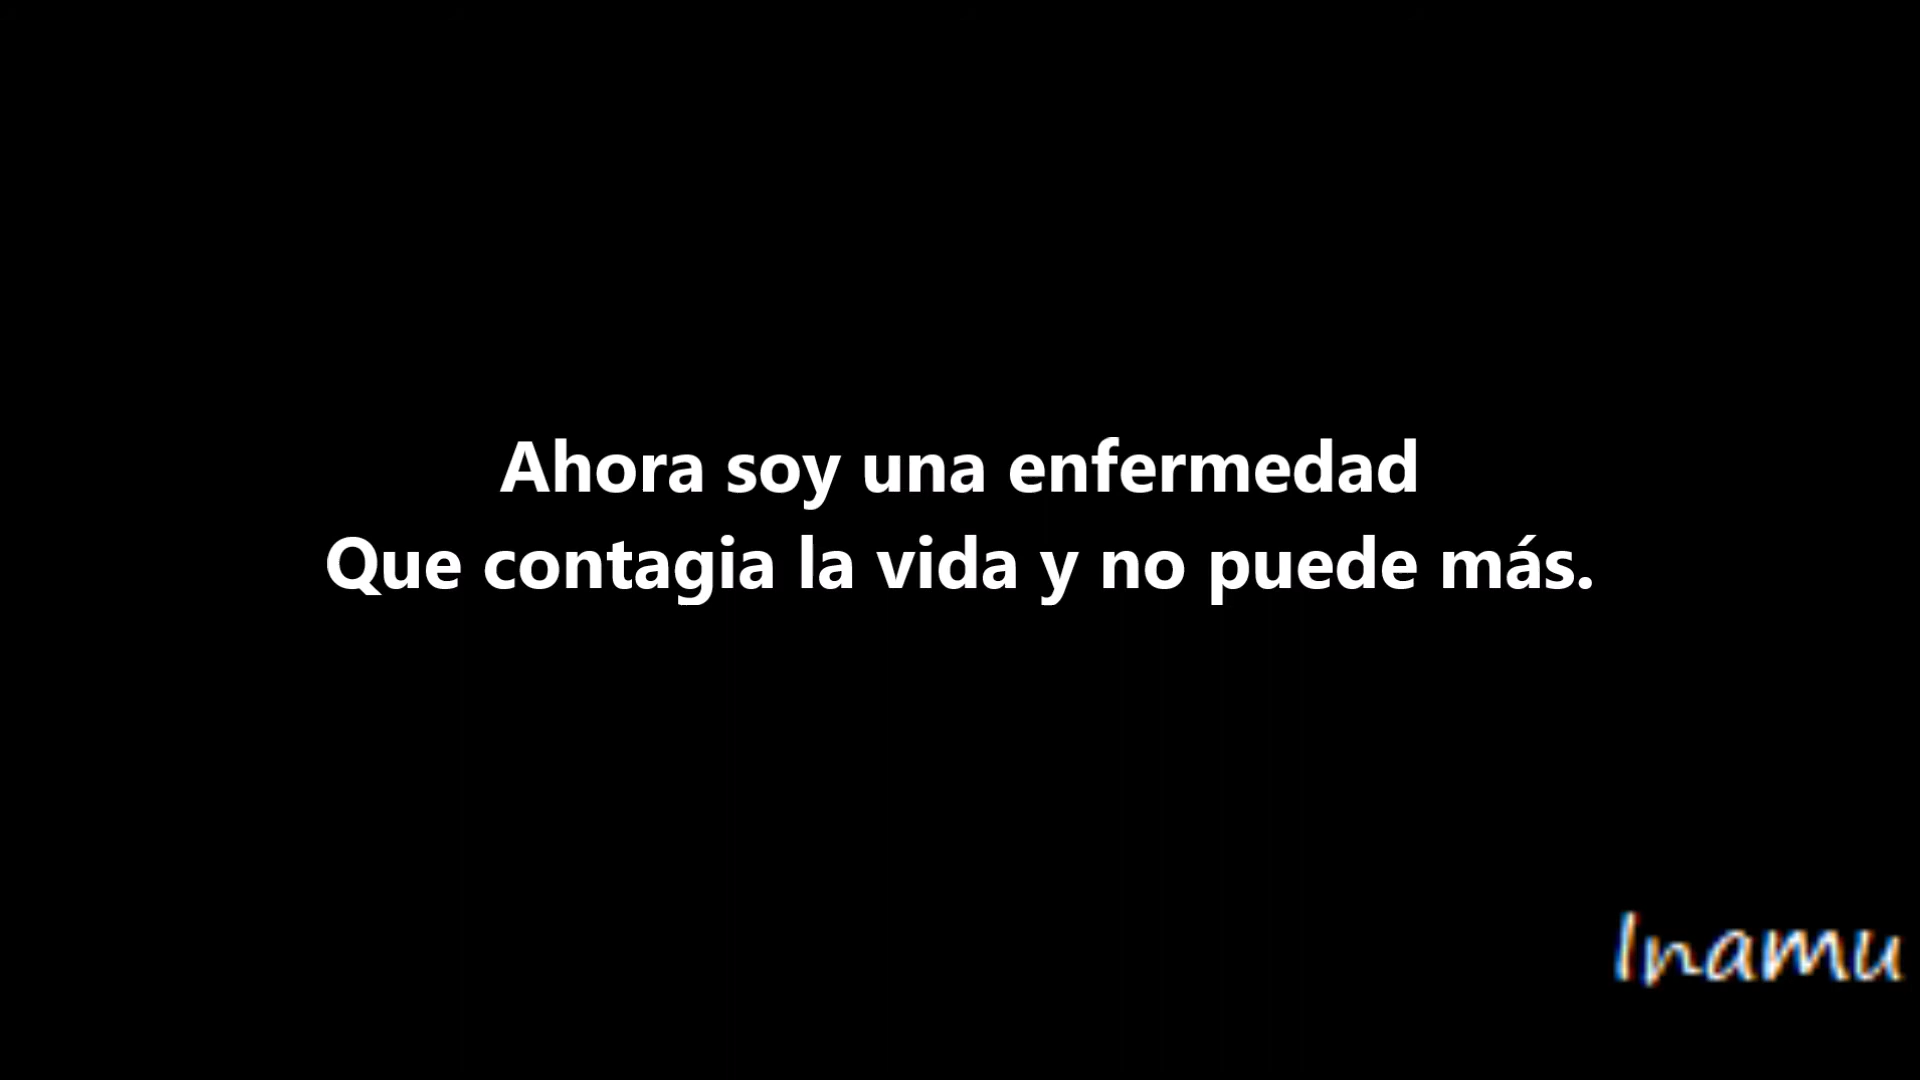 Ahora soy una enfermedad
Que contagia la vida y no puede más.
Inamu